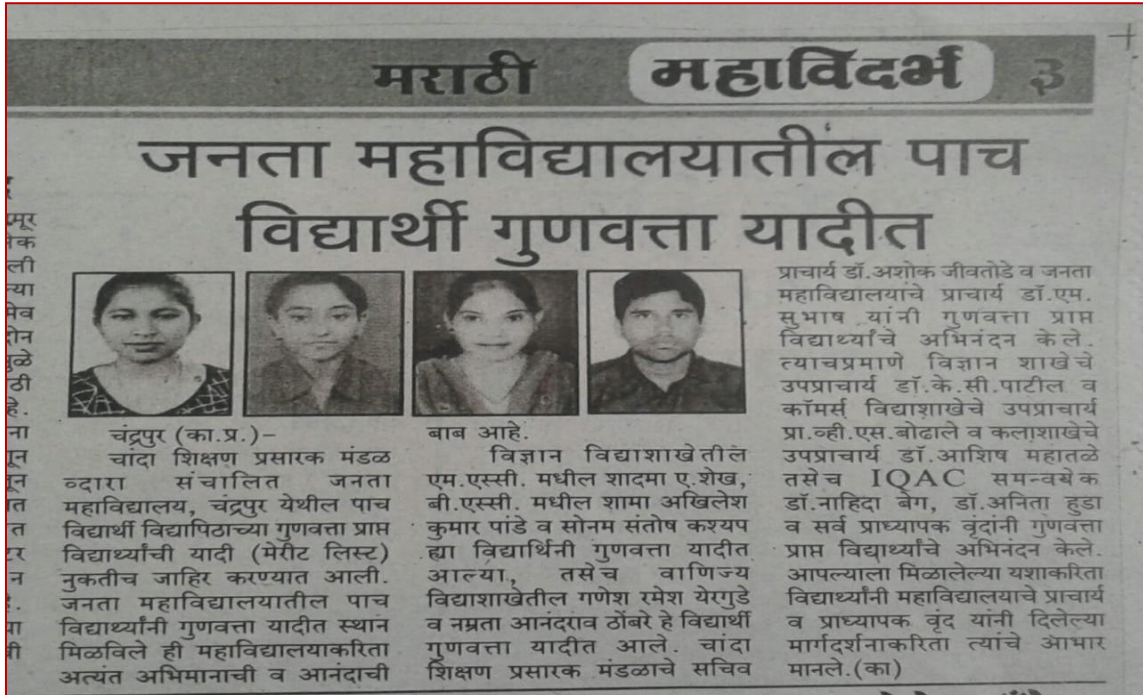 मराठी महाविदर्भ ३
जनता महाविद्यालयातील पाच
विद्यार्थी गुणवत्ता यादीत
चंद्रपुर (का.प्र.)–
चांदा शिक्षण प्रसारक मंडळ
व्दारा संचालित जनता
महाविद्यालय, चंद्रपुर येथील पाच
विद्यार्थी विद्यापिठाच्या गुणवत्ता प्राप्त
विद्यार्थ्यांची यादी (मेरीट लिस्ट)
नुकतीच जाहिर करण्यात आली.
जनता महाविद्यालयातील पाच
विद्यार्थ्यांनी गुणवत्ता यादीत स्थान
मिळविले ही महाविद्यालयाकरिता
अत्यंत अभिमानाची व आनंदाची
बाब आहे.
विज्ञान विद्याशाखेतील
एम.एस्सी. मधील शादमा ए.शेख,
बी.एस्सी. मधील शामा अखिलेश
कुमार पांडे व सोनम संतोष कश्यप
ह्या विद्यार्थिनी गुणवत्ता यादीत
आल्या, तसेच वाणिज्य
विद्याशाखेतील गणेश रमेश येरगुडे
व नम्रता आनंदराव ठोंबरे हे विद्यार्थी
गुणवत्ता यादीत आले. चांदा
शिक्षण प्रसारक मंडळाचे सचिव
प्राचार्य डॉ.अशोक जीवतोडे व जनता
महाविद्यालयाचे प्राचार्य डॉ.एम.
सुभाष यांनी गुणवत्ता प्राप्त
विद्यार्थ्यांचे अभिनंदन केले.
त्याचप्रमाणे विज्ञान शाखेचे
उपप्राचार्य डॉ.के.सी.पाटील व
कॉमर्स विद्याशाखेचे उपप्राचार्य
प्रा.व्ही.एस.बोढाले व कलाशाखेचे
उपप्राचार्य डॉ.आशिष महातळे
तसेच IQAC समन्वयेक
डॉ.नाहिदा बेग, डॉ.अनिता हुडा
व सर्व प्राध्यापक वृंदांनी गुणवत्ता
प्राप्त विद्यार्थ्यांचे अभिनंदन केले.
आपल्याला मिळालेल्या यशाकरिता
विद्यार्थ्यांनी महाविद्यालयाचे प्राचार्य
व प्राध्यापक वृंद यांनी दिलेल्या
मार्गदर्शनाकरिता त्यांचे आभार
मानले.(का)